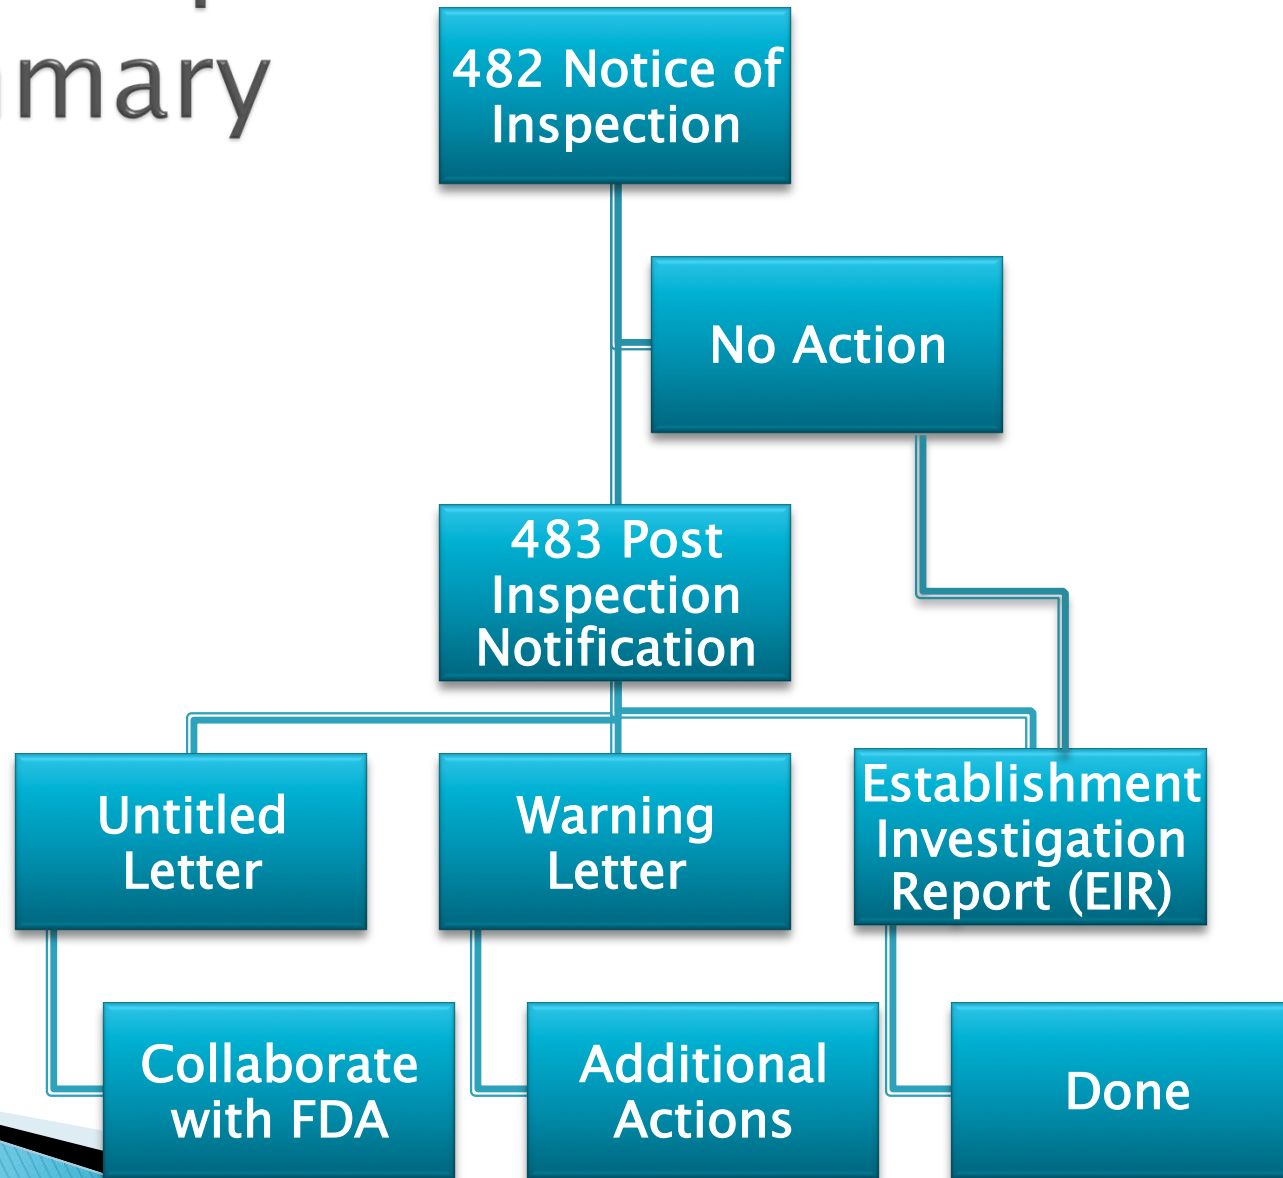 482 Notice of
Inspection
No Action
483 Post
Inspection
Notification
Untitled
Letter
Warning
Letter
Establishment
Investigation
Report (EIR)
Collaborate
with FDA
Additional
Actions
Done